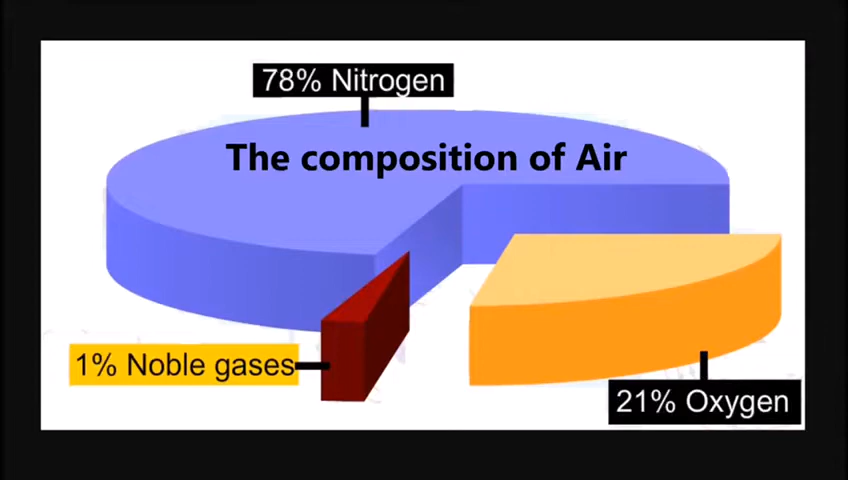 78% Nitrogen
The composition of Air
1% Noble gases
21% Oxygen